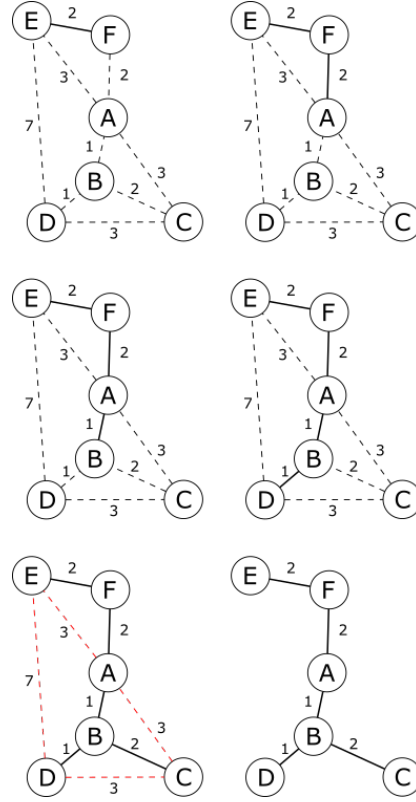 E 2 F E 2 F
3 2 3 2
7 A 7 A
1 3 1 3
B B
1 2 1 2
D 3 C D 3 C
E 2 F E 2 F
3 2 3 2
7 A 7 A
1 3 1 3
B B
1 2 1 2
D 3 C D 3 C
E 2 F E 2 F
3 2 2
7 A A
1 3 1
B B
1 2 1 2
D 3 C D C